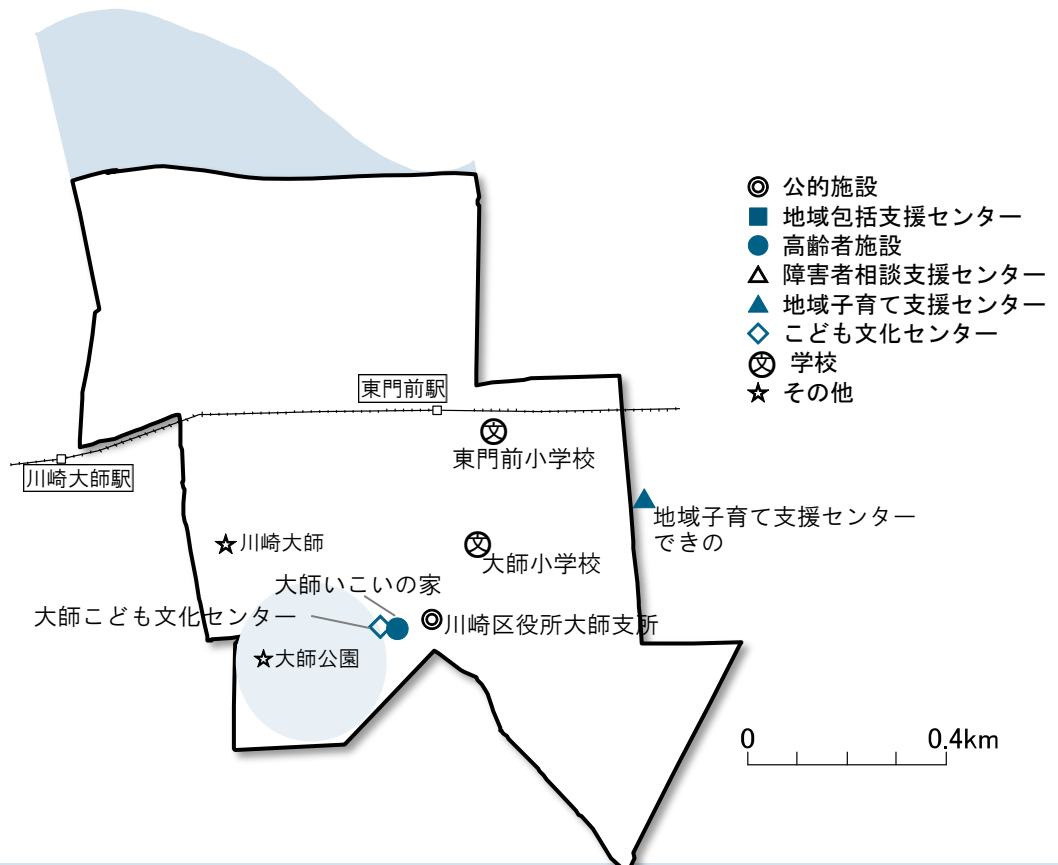 公的施設
地域包括支援センター
高齢者施設
障害者相談支援センター
地域子育て支援センター
こども文化センター
文 学校
その他
東門前駅
文
東門前小学校
川崎大師駅
地域子育て支援センター
できの
川崎大師
文
大師小学校
大師いこいの家
大師こども文化センター
川崎区役所大師支所
大師公園
0 0.4km